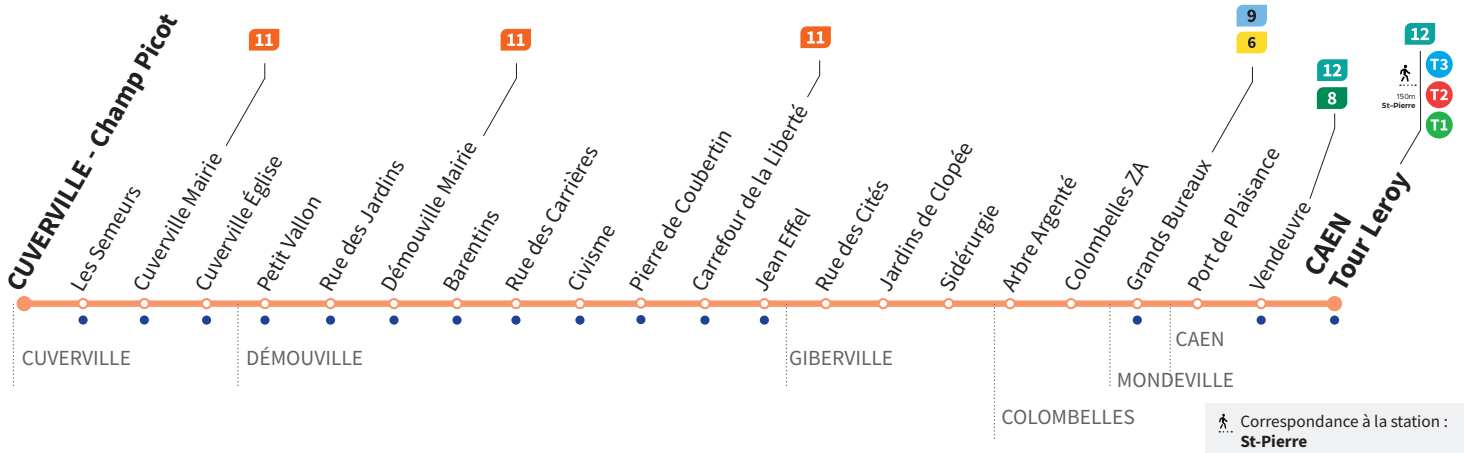 CUVERVILLE - Champ Picot
Les Semeurs
Cuverville Mairie
11
Cuverville Église
Petit Vallon
Rue des Jardins
Démouville Mairie
11
Barentins
Rue des Carrières
Civisme
Pierre de Coubertin
Carrefour de la Liberté
11
Jean Effel
Rue des Cités
Jardins de Clopée
Sidérurgie
Arbre Argenté
Colombelles ZA
Grands Bureaux
9
6
Port de Plaisance
Vendeuvre
12
8
CAEN
Tour Leroy
12
T3
T2
T1
150m
St-Pierre
CUVERVILLE
DÉMOUVILLE
GIBERVILLE
COLOMBELLES
MONDEVILLE
CAEN
Correspondance à la station :
St-Pierre